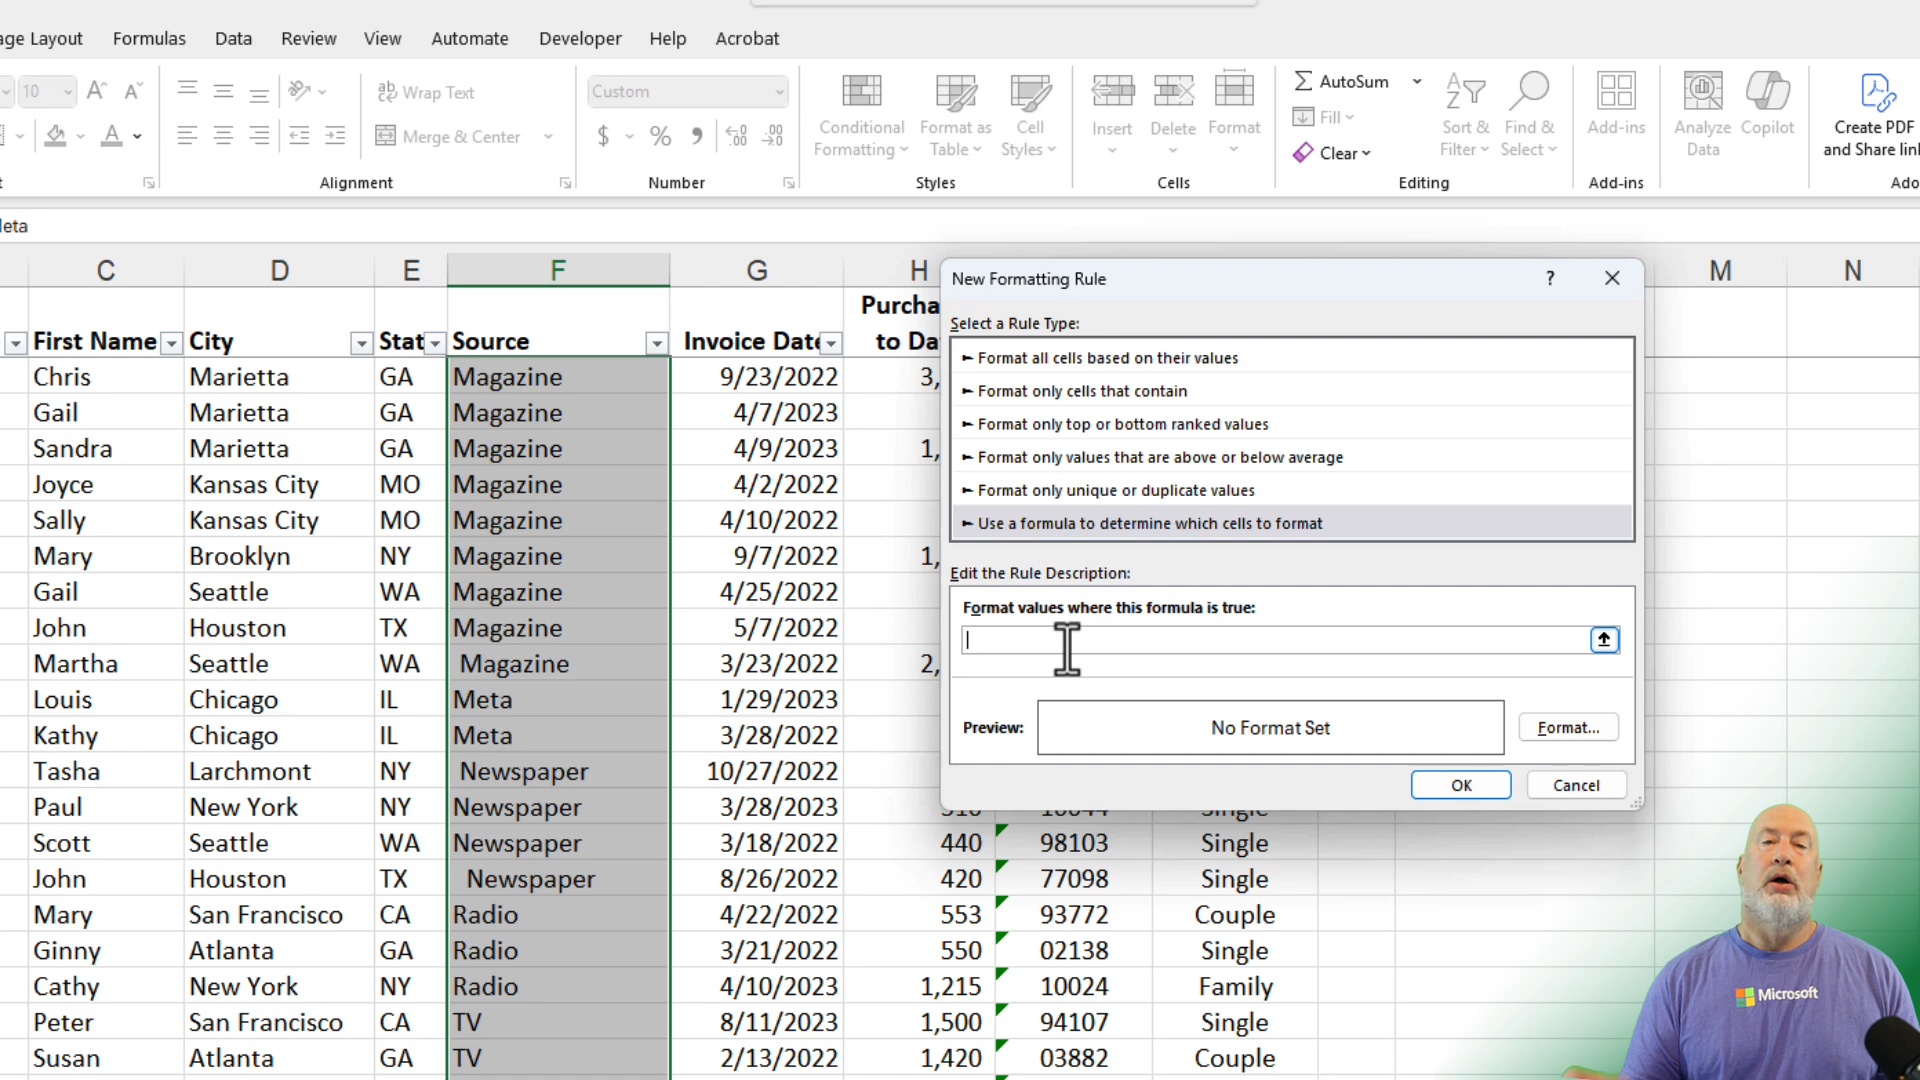 age Layout Formulas Data Review View Automate Developer Help Acrobat
10 A A Wrap Text Custom AutoSum
Fill
Merge & Center $ % Conditional Formatting Format as Table Cell Styles Insert Delete Format Clear Sort & Filter Find & Select Add-ins Analyze Data Copilot Create PDF and Share link
t Alignment Number Styles Cells Editing Add-ins Ado
leta
C D E F G H M N
Purcha
First Name City Stat Source Invoice Date to Da
Chris Marietta GA Magazine 9/23/2022 3,
Gail Marietta GA Magazine 4/7/2023
Sandra Marietta GA Magazine 4/9/2023 1,
Joyce Kansas City MO Magazine 4/2/2022
Sally Kansas City MO Magazine 4/10/2022
Mary Brooklyn NY Magazine 9/7/2022 1,
Gail Seattle WA Magazine 4/25/2022
John Houston TX Magazine 5/7/2022
Martha Seattle WA Magazine 3/23/2022 2,
Louis Chicago IL Meta 1/29/2023
Kathy Chicago IL Meta 3/28/2022
Tasha Larchmont NY Newspaper 10/27/2022
Paul New York NY Newspaper 3/28/2023 Single
Scott Seattle WA Newspaper 3/18/2022 440 98103 Single
John Houston TX Newspaper 8/26/2022 420 77098 Single
Mary San Francisco CA Radio 4/22/2022 553 93772 Couple
Ginny Atlanta GA Radio 3/21/2022 550 02138 Single
Cathy New York NY Radio 4/10/2023 1,215 10024 Family
Peter San Francisco CA TV 8/11/2023 1,500 94107 Single
Susan Atlanta GA TV 2/13/2022 1,420 03882 Couple
New Formatting Rule ?
Select a Rule Type:
► Format all cells based on their values
► Format only cells that contain
► Format only top or bottom ranked values
► Format only values that are above or below average
► Format only unique or duplicate values
► Use a formula to determine which cells to format
Edit the Rule Description:
Format values where this formula is true:
Preview: No Format Set Format...
OK Cancel
Microsoft